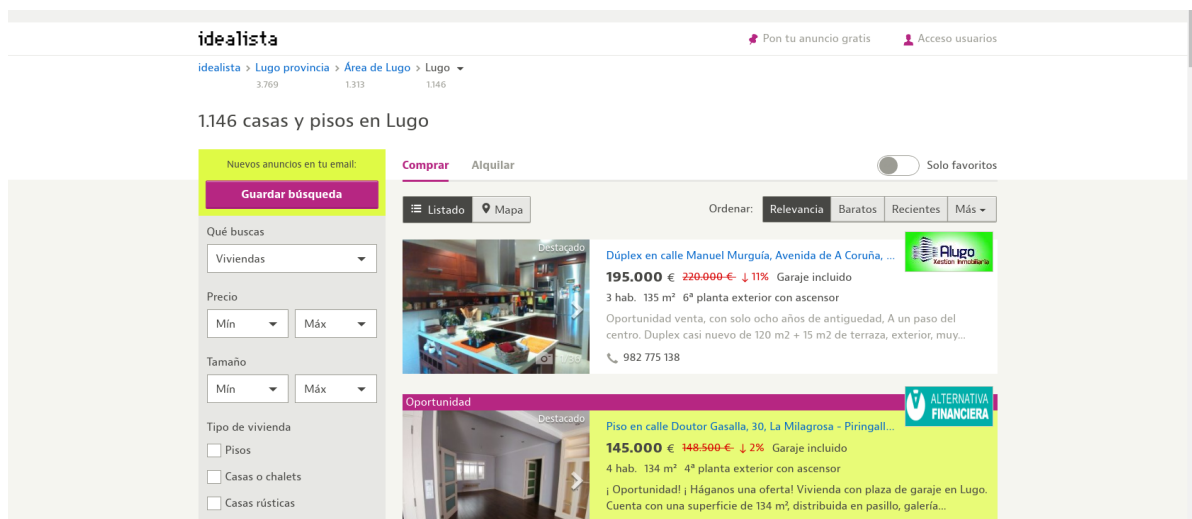 idealista
Pon tu anuncio gratis
Acceso usuarios
idealista > Lugo provincia > Área de Lugo > Lugo
3.769 1.313 1.146
1.146 casas y pisos en Lugo
Nuevos anuncios en tu email:
Guardar búsqueda
Qué buscas
Viviendas
Precio
Mín Máx
Tamaño
Mín Máx
Tipo de vivienda
Pisos
Casas o chalets
Casas rústicas
Comprar Alquilar
Solo favoritos
Listado Mapa
Ordenar: Relevancia Baratos Recientes Más
Destacado
Alugo
Xestion Inmobiliaria
Dúplex en calle Manuel Murguía, Avenida de A Coruña, ...
195.000 € 220.000 € ↓ 11% Garaje incluido
3 hab. 135 m² 6ª planta exterior con ascensor
Oportunidad venta, con solo ocho años de antiguedad, A un paso del
centro. Duplex casi nuevo de 120 m2 + 15 m2 de terraza, exterior, muy...
982 775 138
Oportunidad
Destacado
ALTERNATIVA
FINANCIERA
Piso en calle Doutor Gasalla, 30, La Milagrosa - Piringall...
145.000 € 148.500 € ↓ 2% Garaje incluido
4 hab. 134 m² 4ª planta exterior con ascensor
¡ Oportunidad! ¡ Háganos una oferta! Vivienda con plaza de garaje en Lugo.
Cuenta con una superficie de 134 m², distribuida en pasillo, galería...